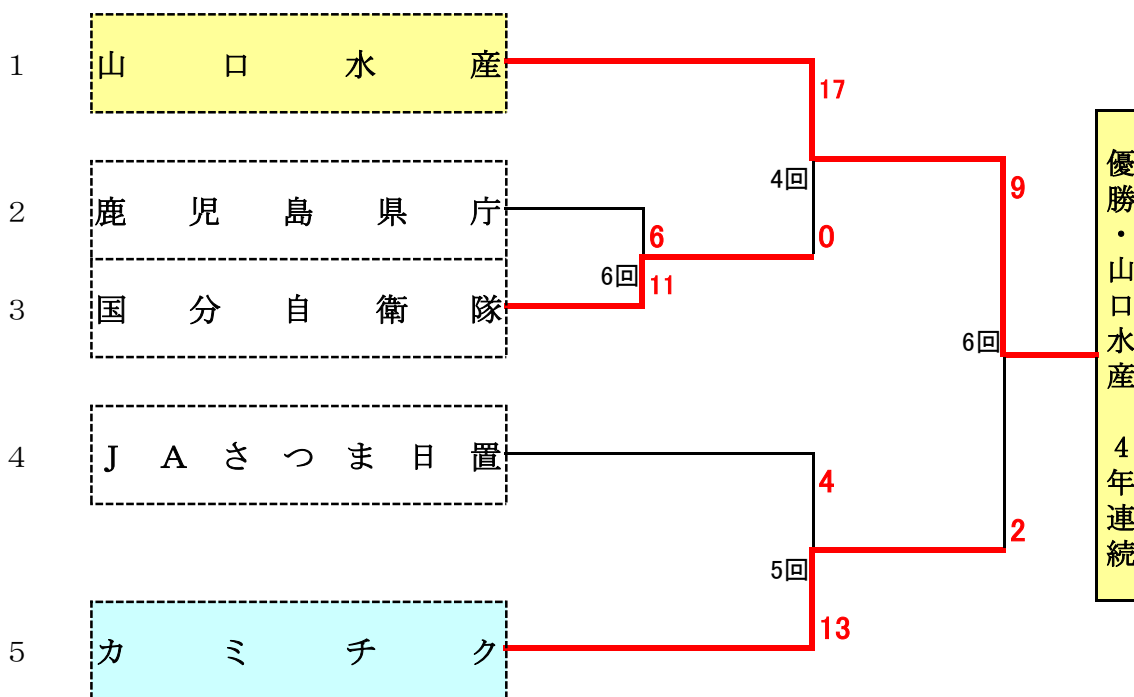 1 山口水産
17
4回
9
2 鹿児島県庁
6
0
6回
11
3 国分自衛隊
6回
優勝・山口水産 4年連続
4 JAさつま日置
4
2
5回
13
5 カミチク